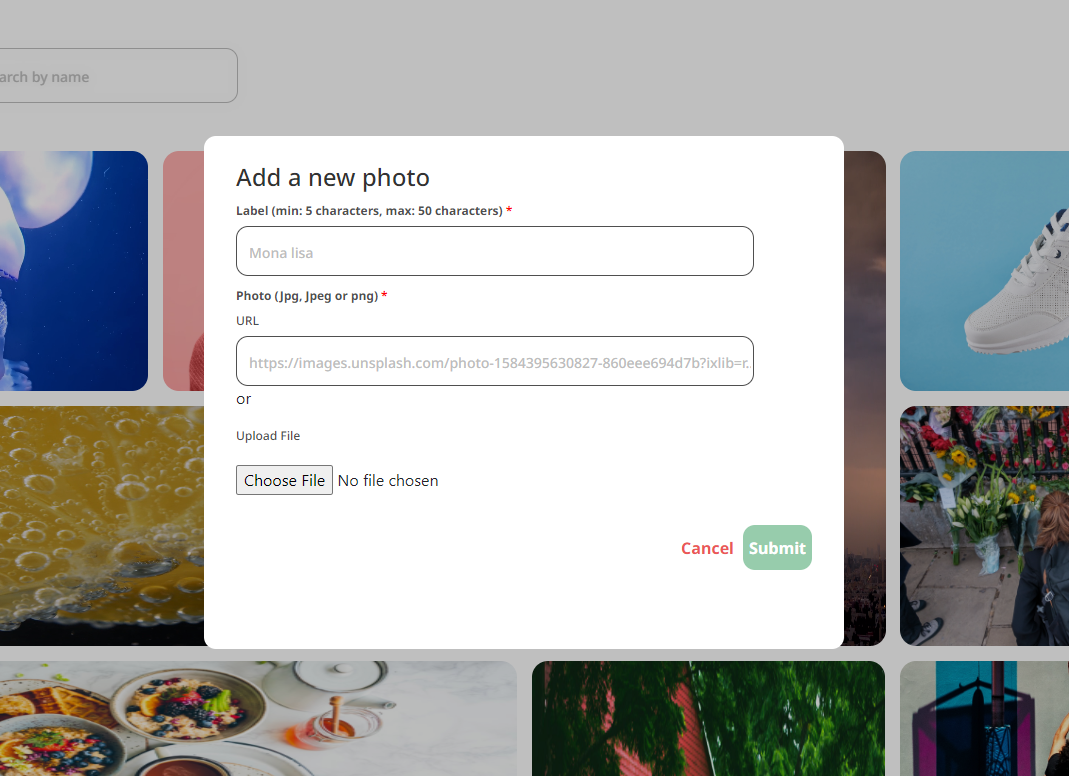 arch by name
Add a new photo
Label (min: 5 characters, max: 50 characters) *
Mona lisa
Photo (Jpg, Jpeg or png) *
URL
https://images.unsplash.com/photo-1584395630827-860eee694d7b?ixlib=r...
or
Upload File
Choose File No file chosen
Cancel Submit